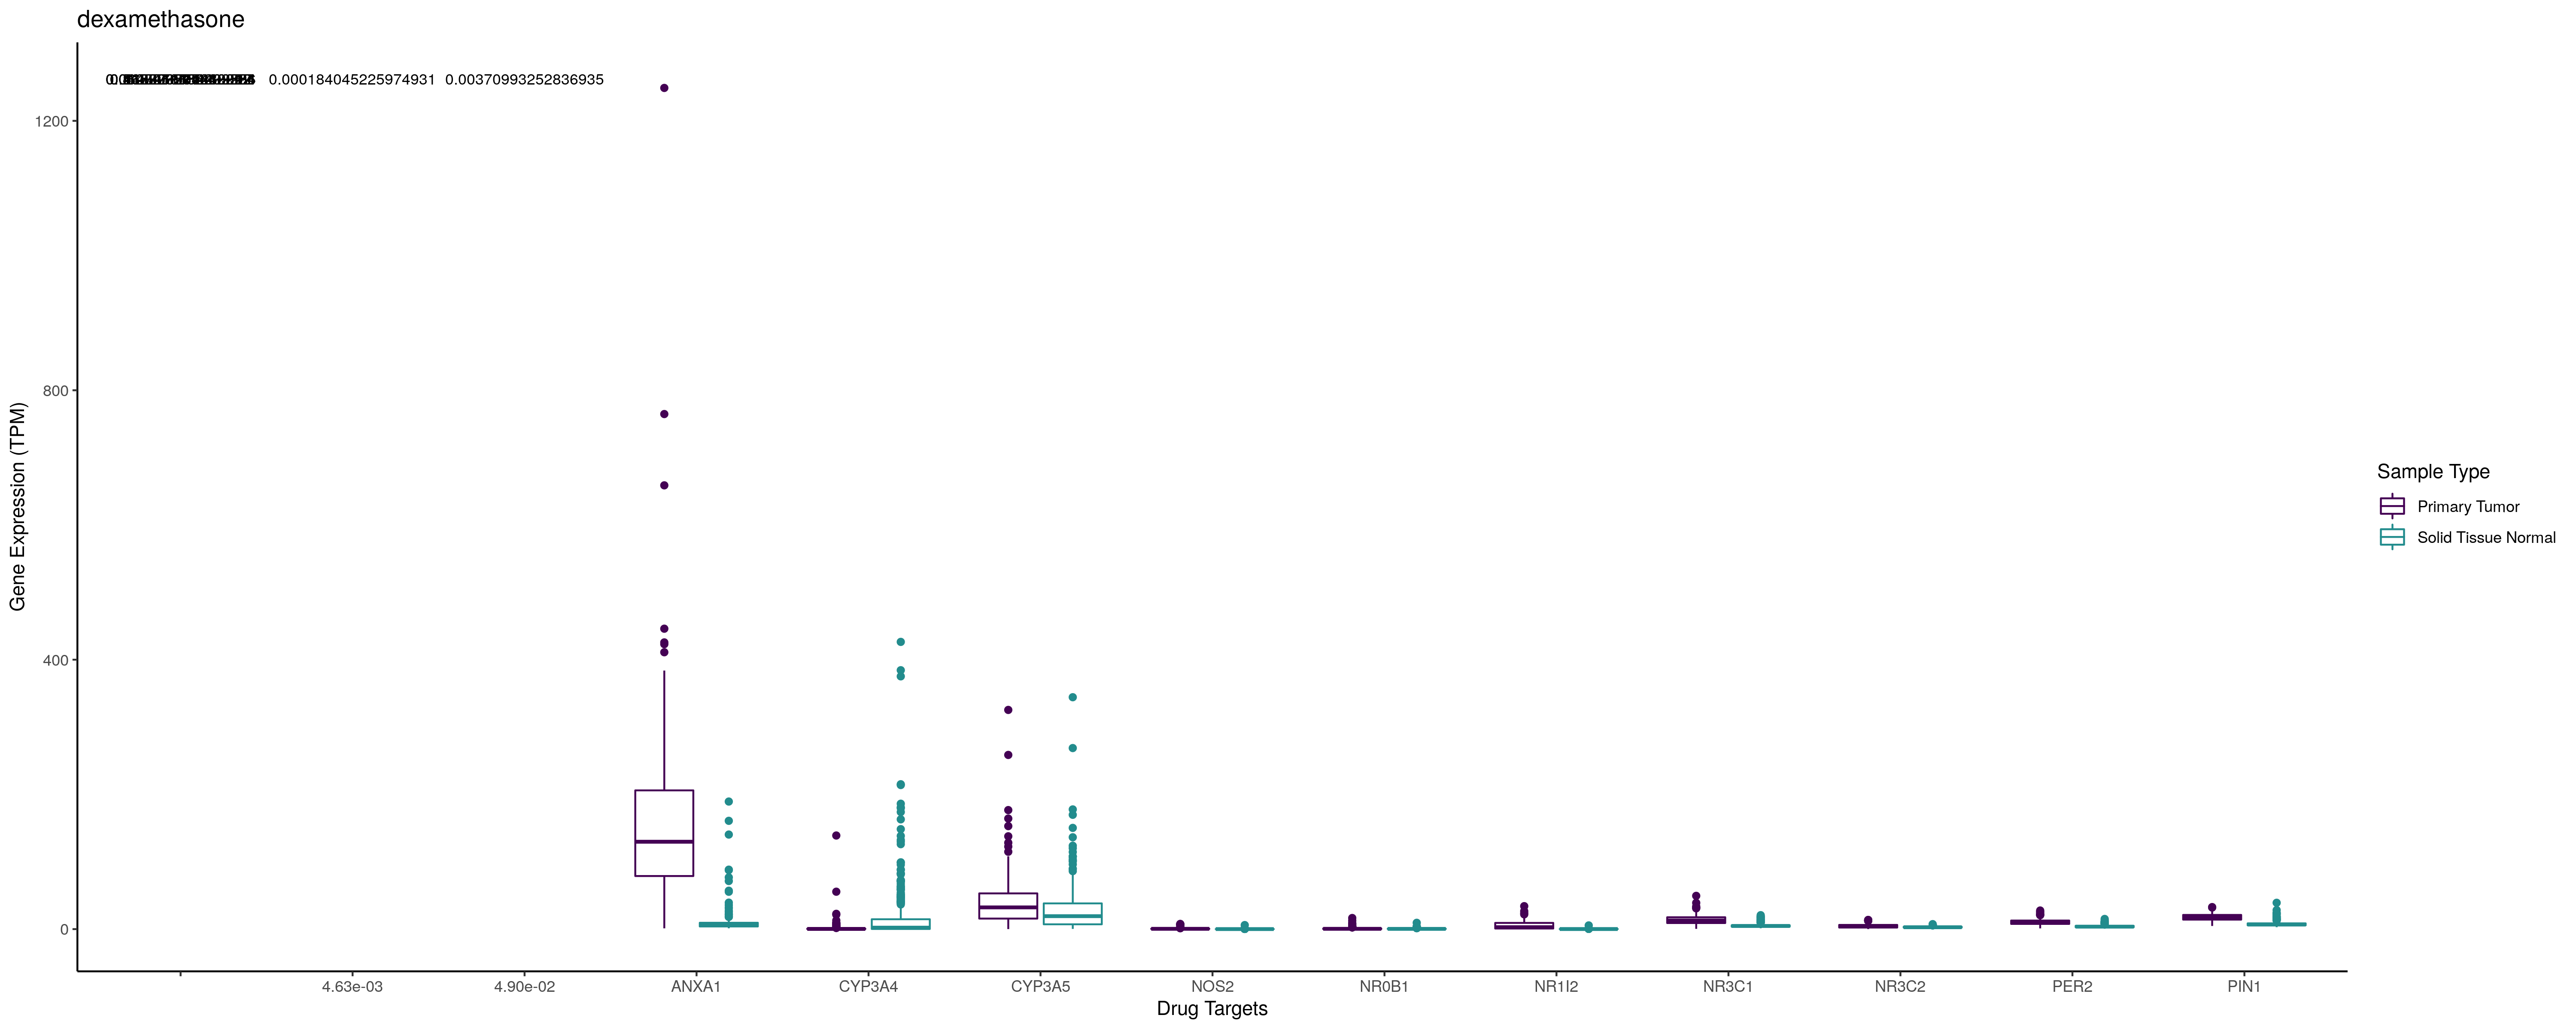 dexamethasone
0.000184045225974931 0.00370993252836935
1200
800
400
0
Gene Expression (TPM)
4.63e-03 4.90e-02 ANXA1 CYP3A4 CYP3A5 NOS2 NR0B1 NR1I2 NR3C1 NR3C2 PER2 PIN1
Drug Targets
Sample Type
Primary Tumor
Solid Tissue Normal